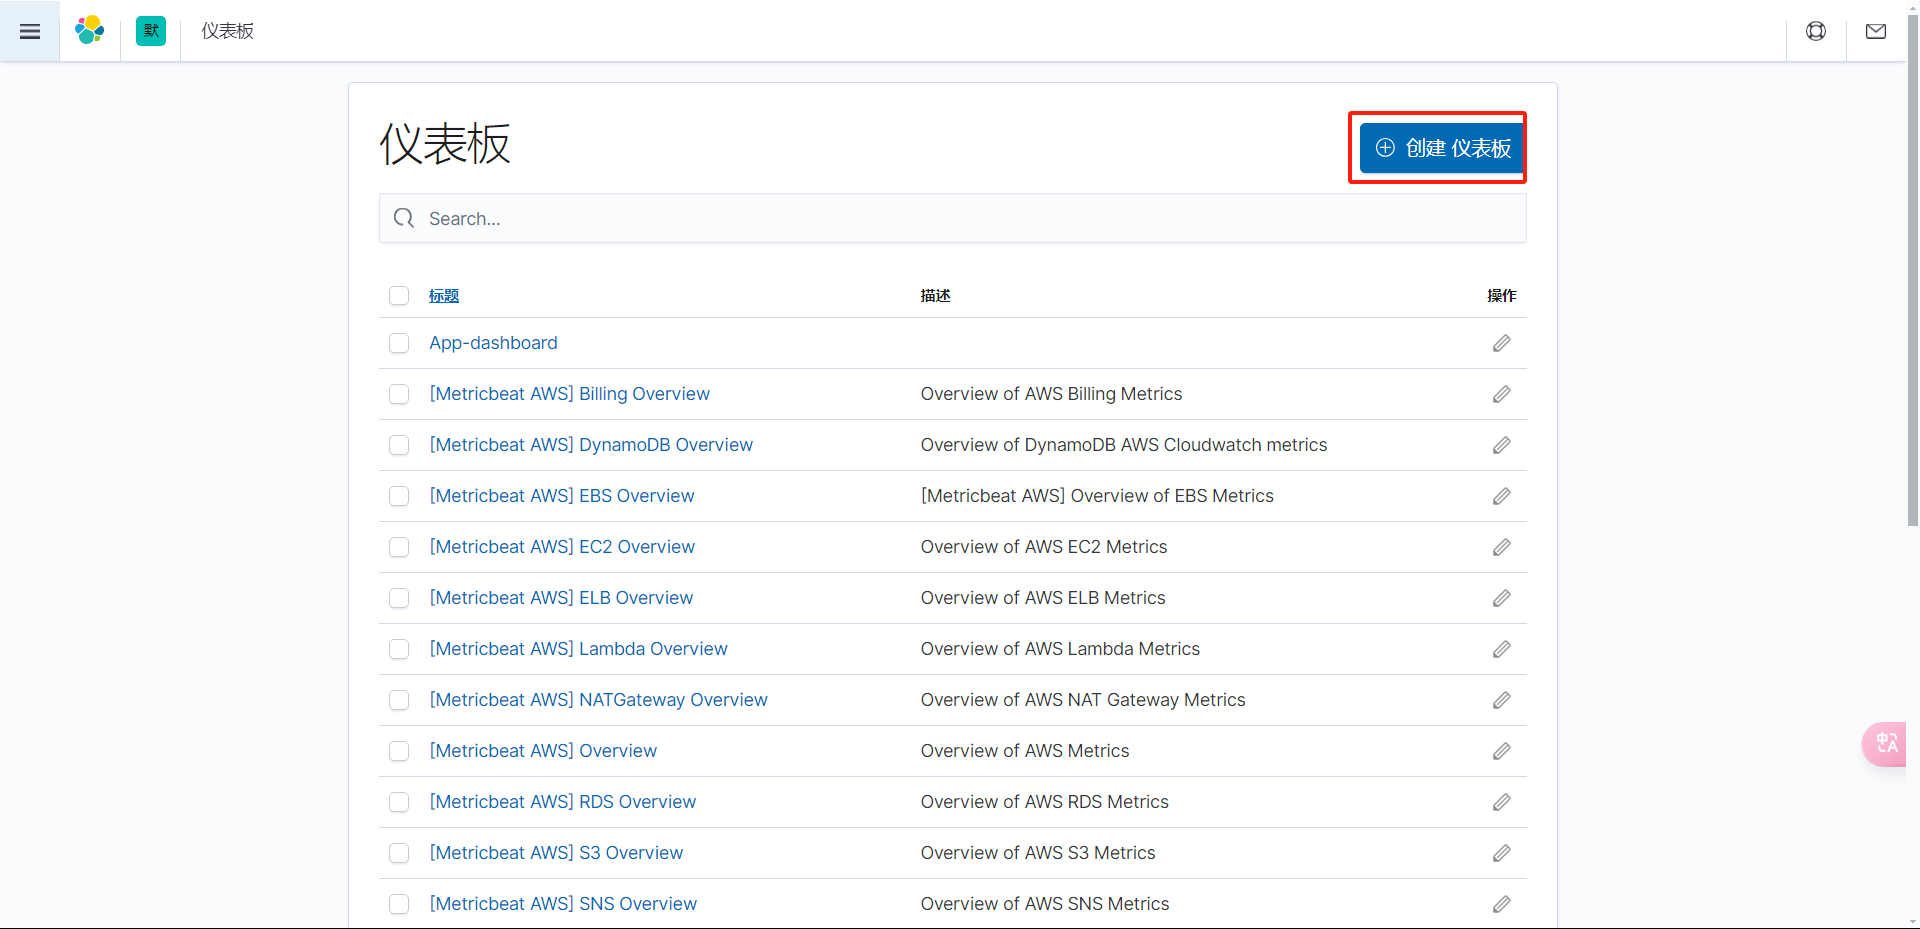 默 仪表板
仪表板
创建 仪表板
Search...
标题 描述 操作
App-dashboard
[Metricbeat AWS] Billing Overview Overview of AWS Billing Metrics
[Metricbeat AWS] DynamoDB Overview Overview of DynamoDB AWS Cloudwatch metrics
[Metricbeat AWS] EBS Overview [Metricbeat AWS] Overview of EBS Metrics
[Metricbeat AWS] EC2 Overview Overview of AWS EC2 Metrics
[Metricbeat AWS] ELB Overview Overview of AWS ELB Metrics
[Metricbeat AWS] Lambda Overview Overview of AWS Lambda Metrics
[Metricbeat AWS] NATGateway Overview Overview of AWS NAT Gateway Metrics
[Metricbeat AWS] Overview Overview of AWS Metrics
[Metricbeat AWS] RDS Overview Overview of AWS RDS Metrics
[Metricbeat AWS] S3 Overview Overview of AWS S3 Metrics
[Metricbeat AWS] SNS Overview Overview of AWS SNS Metrics
中A